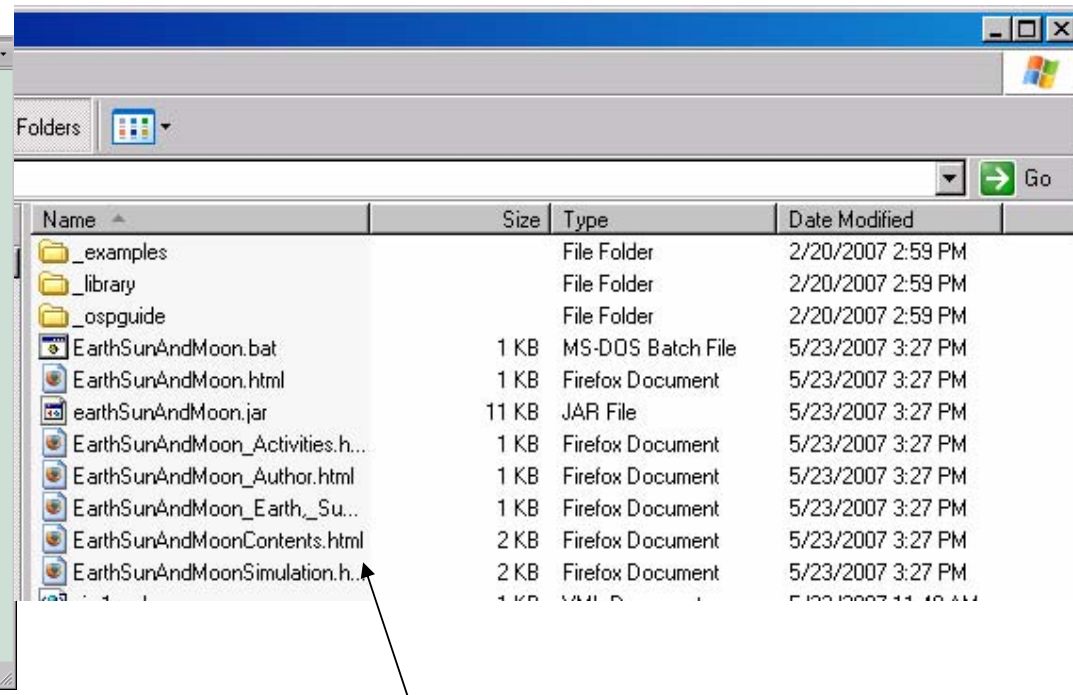 Folders
Go
Name Size Type Date Modified
_examples File Folder 2/20/2007 2:59 PM
_library File Folder 2/20/2007 2:59 PM
_ospguide File Folder 2/20/2007 2:59 PM
EarthSunAndMoon.bat 1 KB MS-DOS Batch File 5/23/2007 3:27 PM
EarthSunAndMoon.html 1 KB Firefox Document 5/23/2007 3:27 PM
earthSunAndMoon.jar 11 KB JAR File 5/23/2007 3:27 PM
EarthSunAndMoon_Activities.h... 1 KB Firefox Document 5/23/2007 3:27 PM
EarthSunAndMoon_Author.html 1 KB Firefox Document 5/23/2007 3:27 PM
EarthSunAndMoon_Earth,_Su... 1 KB Firefox Document 5/23/2007 3:27 PM
EarthSunAndMoonContents.html 2 KB Firefox Document 5/23/2007 3:27 PM
EarthSunAndMoonSimulation.h... 2 KB Firefox Document 5/23/2007 3:27 PM